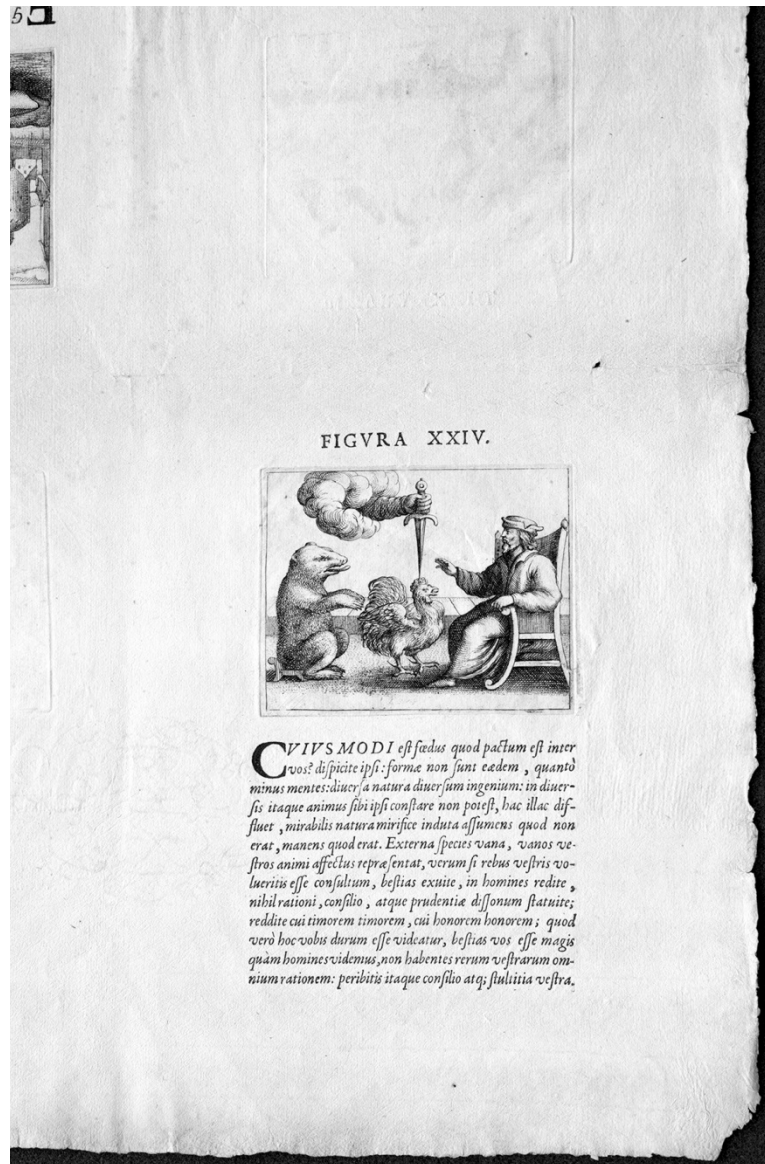 5
FIGVRA XXIV.
CVIVSMODI est fœdus quod pactum est inter
vos? dispicite ipsi: formæ non sunt eædem, quantò
minus mentes: diuersa natura diuersum ingenium: in diuer-
sis itaque animus sibi ipsi constare non potest, hac illac dif-
fluet, mirabilis natura mirifice induta assumens quod non
erat, manens quod erat. Externa species vana, vanos ve-
stros animi affectus repræsentat, verum si rebus vestris vo-
lueritis esse consultum, bestias exuite, in homines redite,
nihil rationi, consilio, atque prudentiæ dissonum statuite;
reddite cui timorem timorem, cui honorem honorem; quod
verò hoc vobis durum esse videatur, bestias vos esse magis
quàm homines videmus, non habentes rerum vestrarum om-
nium rationem: peribitis itaque consilio atq; stultitia vestra.